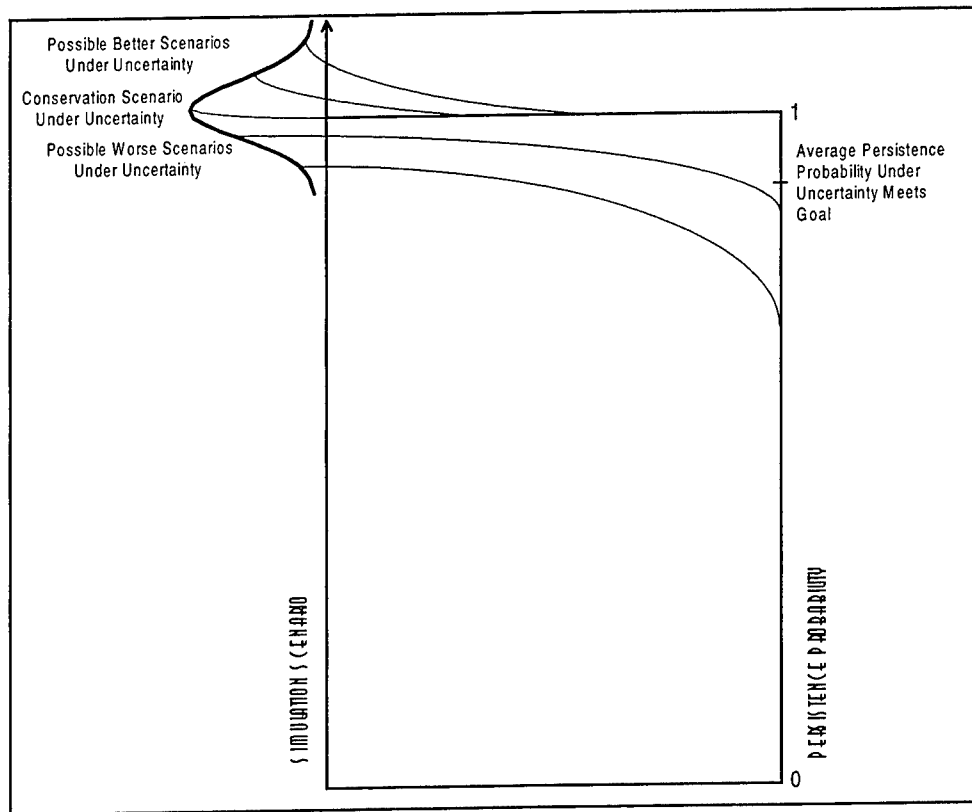 Possible Better Scenarios
Under Uncertainty
Conservation Scenario
Under Uncertainty
Possible Worse Scenarios
Under Uncertainty
1
Average Persistence
Probability Under
Uncertainty Meets
Goal
SIMULATION SCENARIO
PERSISTENCE PROBABILITY
0